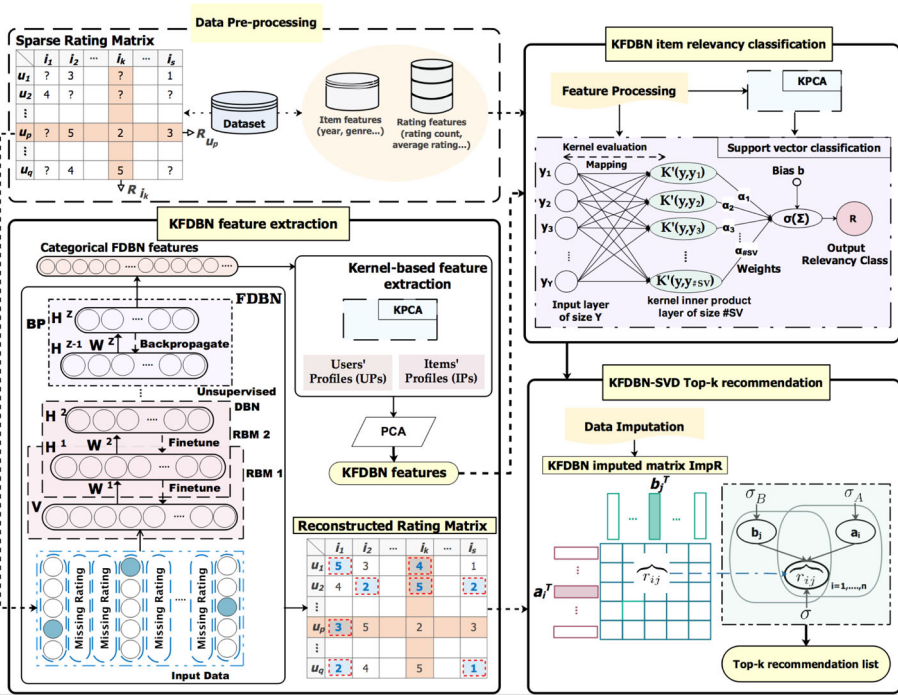 Data Pre-processing
Sparse Rating Matrix
i1 i2 ... ik ... is
u1 ? 3 ? 1
u2 4 ? ? ?
⋮
up ? 5 2 3
⋮
uq ? 4 5 ?
R up
R ik
Dataset
Item features
(year, genre...)
Rating features
(rating count,
average rating...)
KFDBN item relevancy classification
Feature Processing
KPCA
Kernel evaluation
Mapping
Support vector classification
Bias b
y1
y2
y3
yY
K'(y,y1)
K'(y,y2)
K'(y,y3)
K'(y,y#SV)
α1
α2
α3
α#SV
Weights
σ(Σ)
R
Output
Relevancy
Class
Input layer
of size Y
kernel inner product
layer of size #SV
KFDBN feature extraction
Categorical FDBN features
FDBN
BP
H Z
W Z
Backpropagate
H Z-1
Unsupervised
DBN
H 2
RBM 2
W 2
Finetune
H 1
RBM 1
W 1
Finetune
V
Missing Rating
Missing Rating
Missing Rating
Missing Rating
Input Data
Kernel-based feature
extraction
KPCA
Users'
Profiles (UPs)
Items'
Profiles (IPs)
PCA
KFDBN features
Reconstructed Rating Matrix
i1 i2 ... ik ... is
u1 5 3 4 1
u2 4 2 5 2
⋮
up 3 5 2 3
⋮
uq 2 4 5 1
KFDBN-SVD Top-k recommendation
Data Imputation
KFDBN imputed matrix ImpR
bjT
aiT
rij
σB
σA
bj
ai
rij
i=1,....,n
σ
Top-k recommendation list